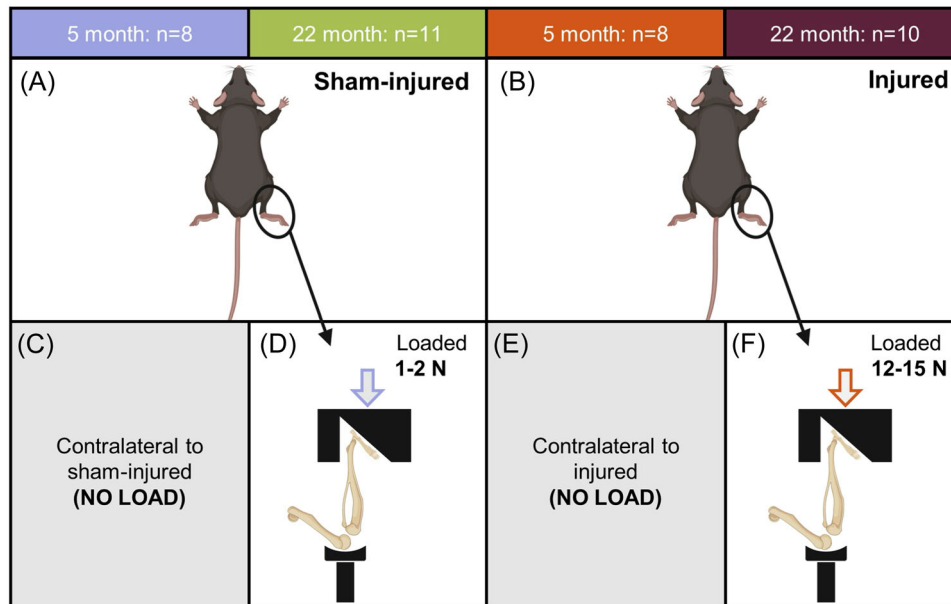 5 month: n=8
22 month: n=11
5 month: n=8
22 month: n=10
(A)
Sham-injured
(B)
Injured
(C)
Contralateral to
sham-injured
(NO LOAD)
(D)
Loaded
1-2 N
(E)
Contralateral to
injured
(NO LOAD)
(F)
Loaded
12-15 N